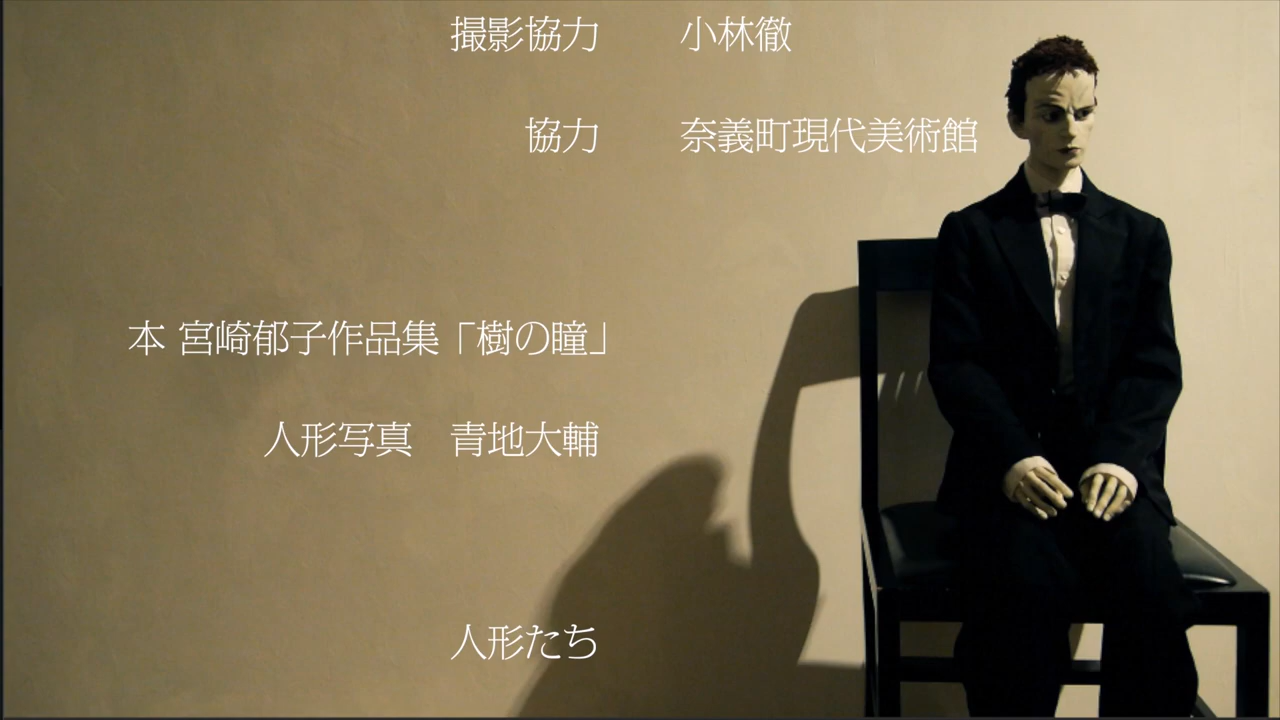 撮影協力　　小林徹
協力　　奈義町現代美術館
本 宮崎郁子作品集「樹の瞳」
人形写真　青地大輔
人形たち